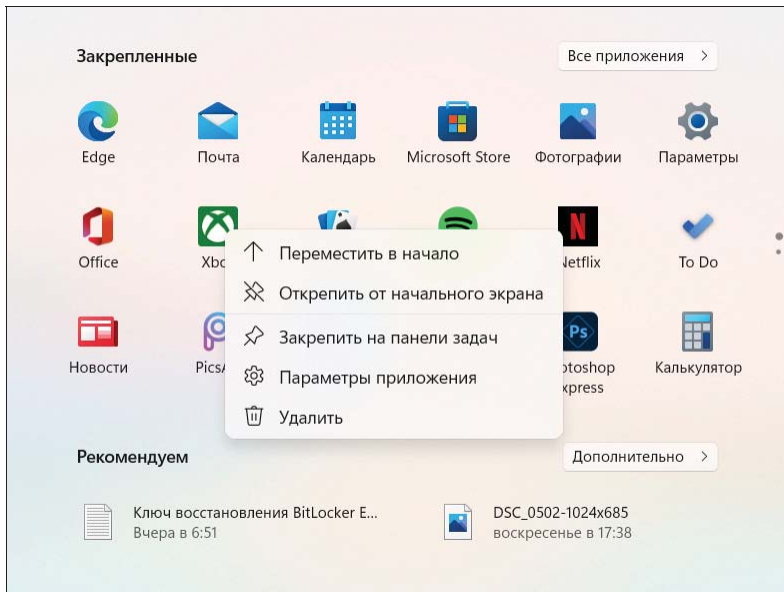 Закрепленные
Все приложения
Edge
Почта
Календарь
Microsoft Store
Фотографии
Параметры
Office
Xbo
Netflix
To Do
Переместить в начало
Открепить от начального экрана
Закрепить на панели задач
Параметры приложения
Удалить
Новости
PicsA
Ps
otoshop
xpress
Калькулятор
Рекомендуем
Дополнительно
Ключ восстановления BitLocker E...
Вчера в 6:51
DSC_0502-1024x685
воскресенье в 17:38